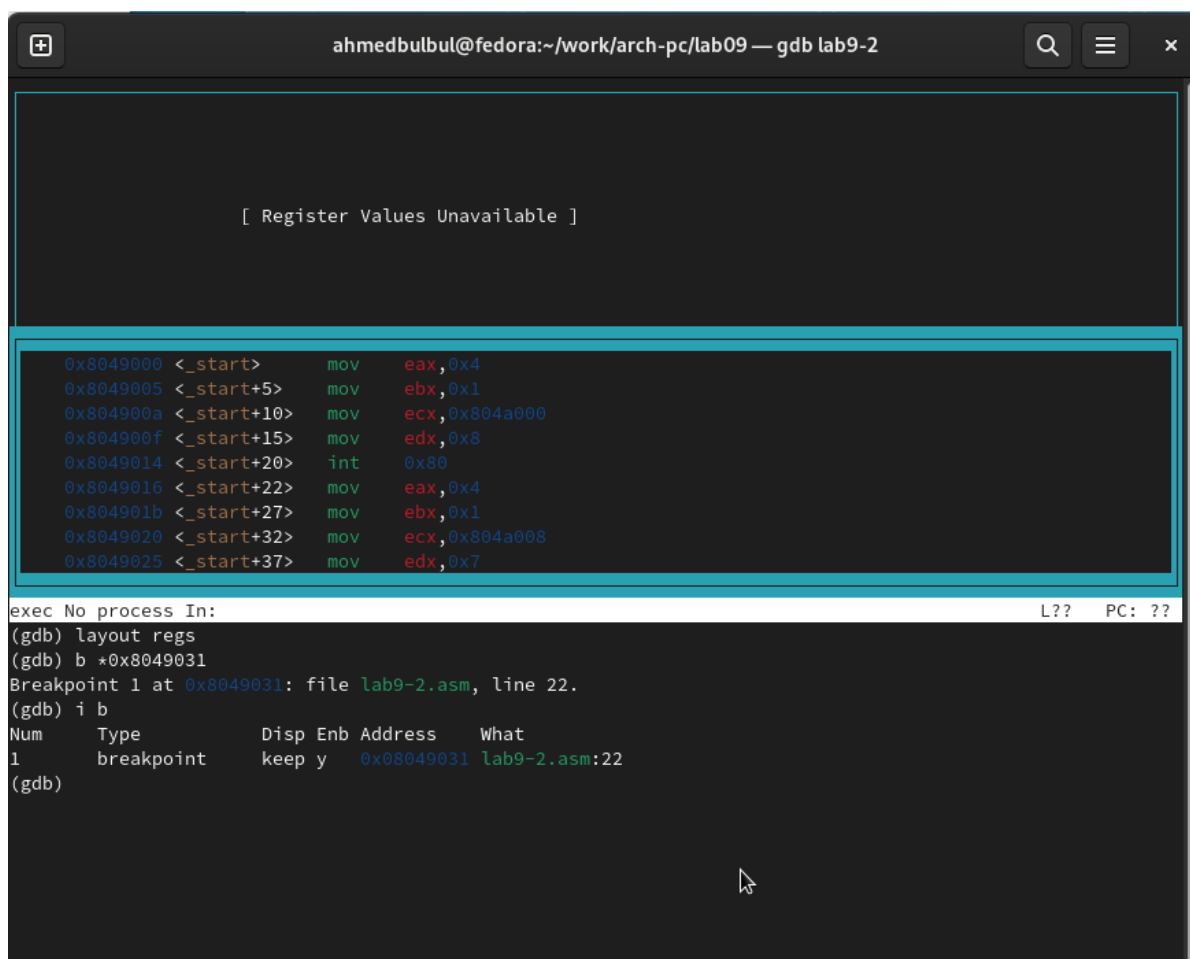 ahmedbulbul@fedora:~/work/arch-pc/lab09 — gdb lab9-2
[ Register Values Unavailable ]
0x8049000 <_start>      mov    eax,0x4
0x8049005 <_start+5>    mov    ebx,0x1
0x804900a <_start+10>   mov    ecx,0x804a000
0x804900f <_start+15>   mov    edx,0x8
0x8049014 <_start+20>   int    0x80
0x8049016 <_start+22>   mov    eax,0x4
0x804901b <_start+27>   mov    ebx,0x1
0x8049020 <_start+32>   mov    ecx,0x804a008
0x8049025 <_start+37>   mov    edx,0x7
exec No process In: L?? PC: ??
(gdb) layout regs
(gdb) b *0x8049031
Breakpoint 1 at 0x8049031: file lab9-2.asm, line 22.
(gdb) i b
Num     Type           Disp Enb Address    What
1       breakpoint     keep y   0x08049031 lab9-2.asm:22
(gdb)